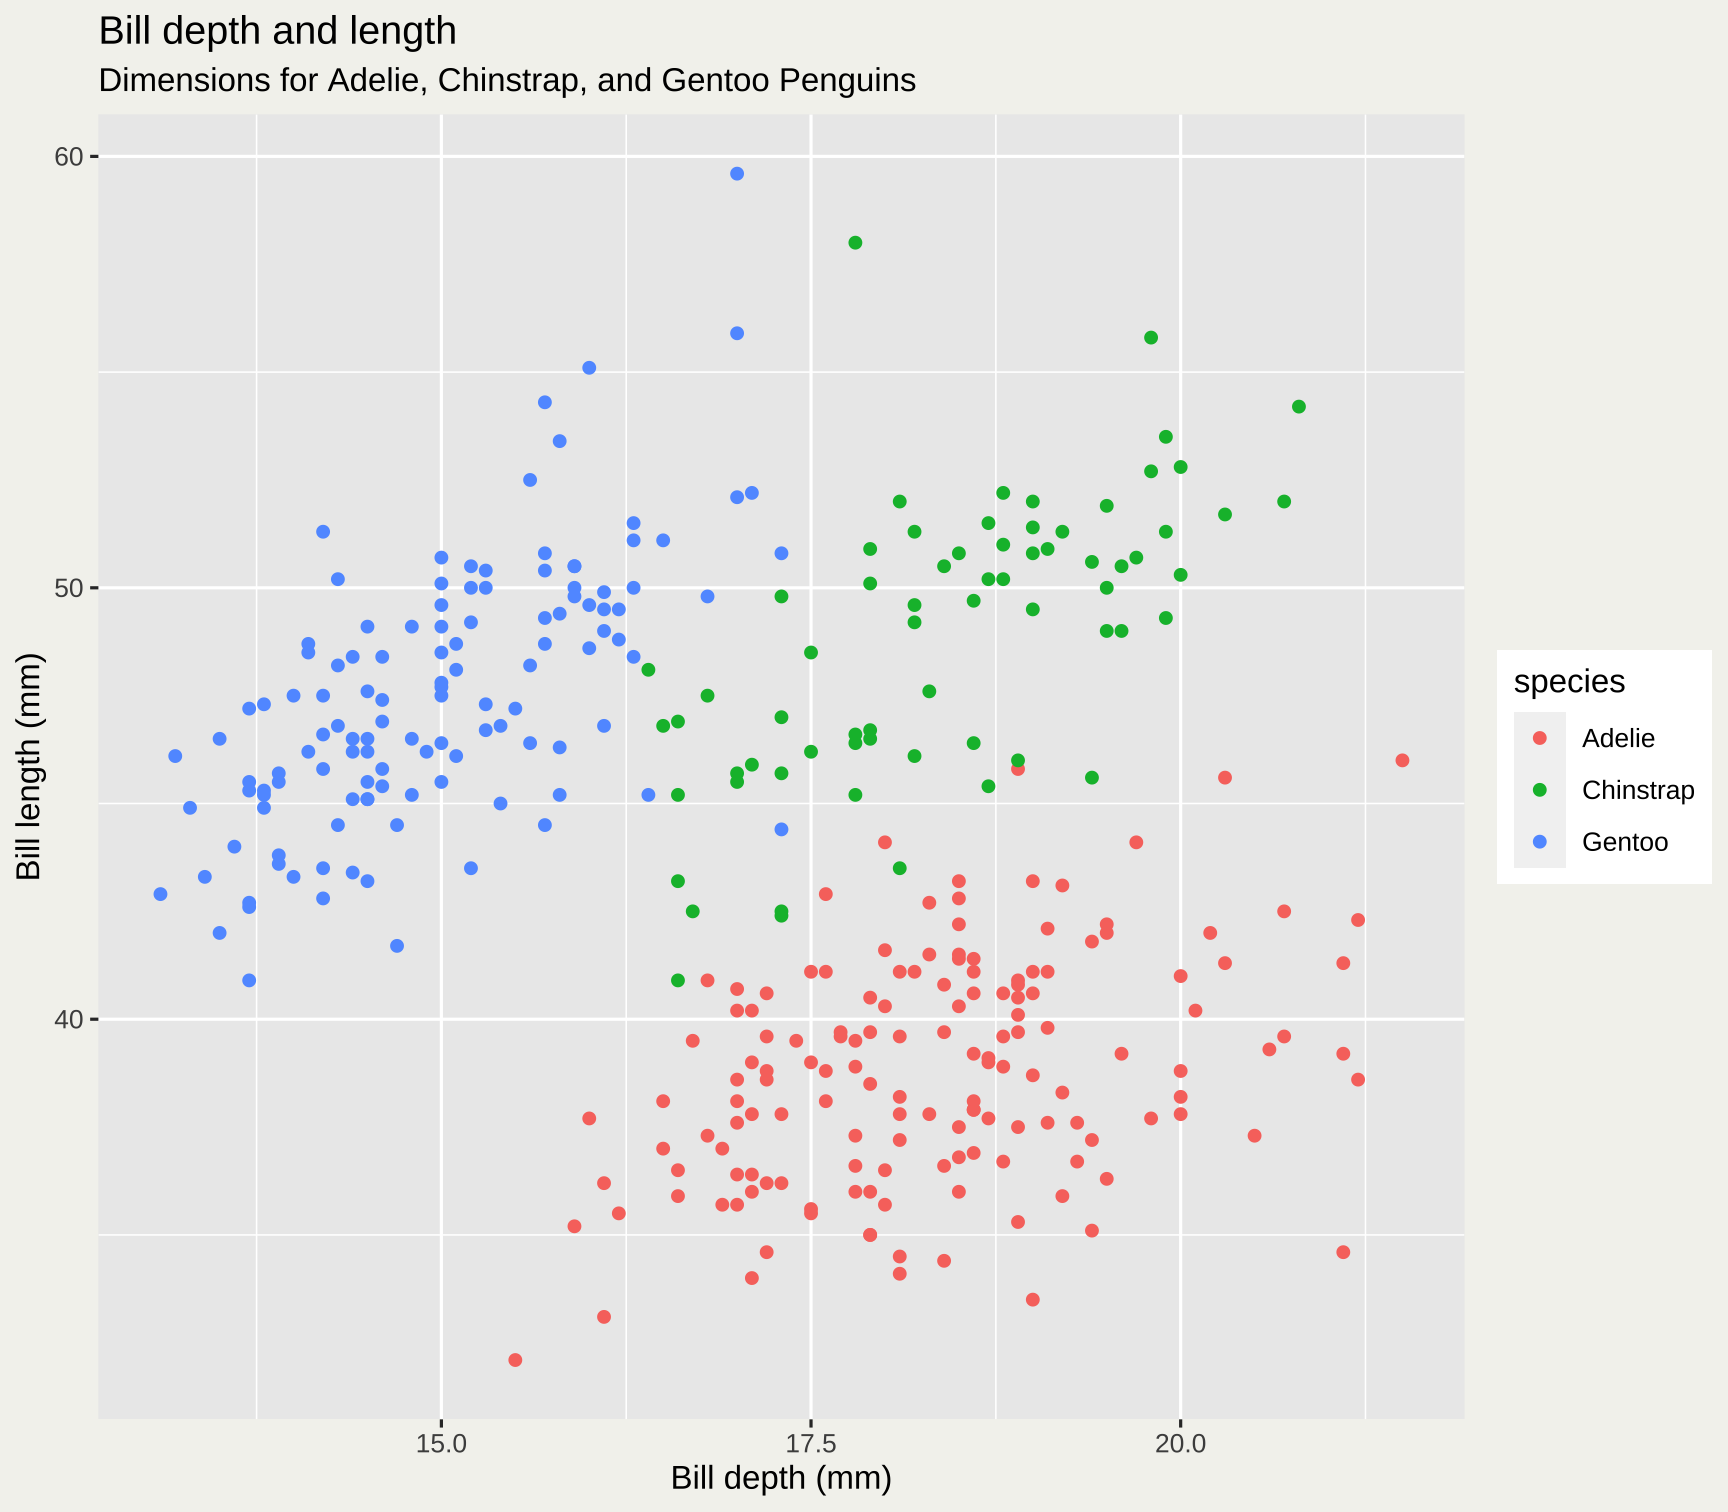 Bill depth and length
Dimensions for Adelie, Chinstrap, and Gentoo Penguins
60
50
40
Bill length (mm)
15.0 17.5 20.0
Bill depth (mm)
species
Adelie
Chinstrap
Gentoo